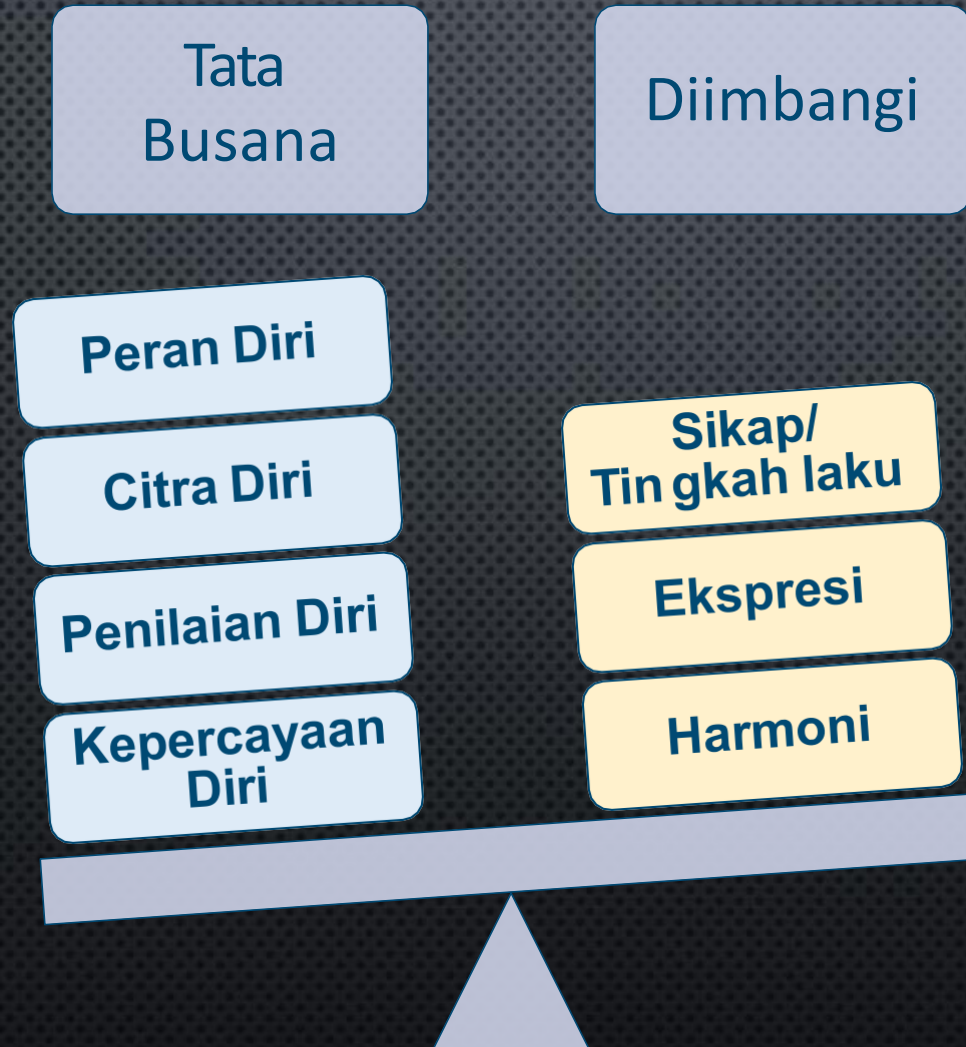 Tata
Busana
Diimbangi
Peran Diri
Citra Diri
Penilaian Diri
Kepercayaan
Diri
Sikap/
Tin gkah laku
Ekspresi
Harmoni